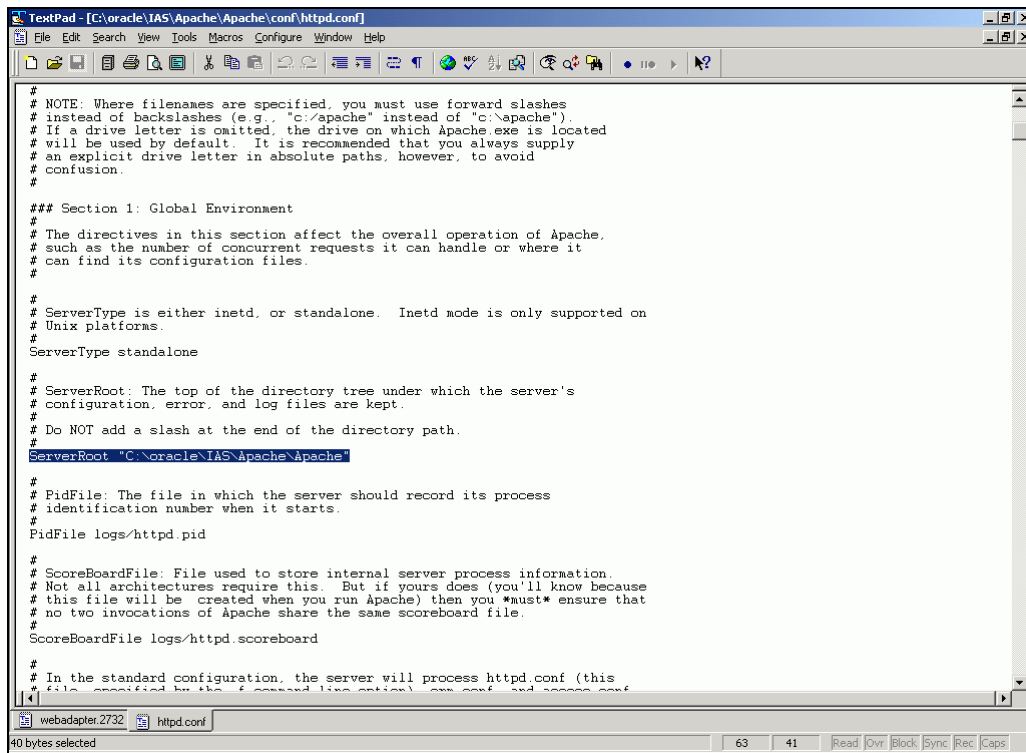 TextPad - [C:\oracle\IAS\Apache\Apache\conf\httpd.conf]
File Edit Search View Tools Macros Configure Window Help
#
# NOTE: Where filenames are specified, you must use forward slashes
# instead of backslashes (e.g., "c:/apache" instead of "c:\apache").
# If a drive letter is omitted, the drive on which Apache.exe is located
# will be used by default.  It is recommended that you always supply
# an explicit drive letter in absolute paths, however, to avoid
# confusion.
#
### Section 1: Global Environment
#
# The directives in this section affect the overall operation of Apache,
# such as the number of concurrent requests it can handle or where it
# can find its configuration files.
#
#
# ServerType is either inetd, or standalone.  Inetd mode is only supported on
# Unix platforms.
#
ServerType standalone
#
# ServerRoot: The top of the directory tree under which the server's
# configuration, error, and log files are kept.
#
# Do NOT add a slash at the end of the directory path.
#
ServerRoot "C:\oracle\IAS\Apache\Apache"
#
# PidFile: The file in which the server should record its process
# identification number when it starts.
#
PidFile logs/httpd.pid
#
# ScoreBoardFile: File used to store internal server process information.
# Not all architectures require this.  But if yours does (you'll know because
# this file will be  created when you run Apache) then you *must* ensure that
# no two invocations of Apache share the same scoreboard file.
#
ScoreBoardFile logs/httpd.scoreboard
#
# In the standard configuration, the server will process httpd.conf (this
# file, specified by the -f command line option), srm.conf, and access.conf
webadapter.2732 httpd.conf
40 bytes selected 63 41 Read Ovr Block Sync Rec Caps